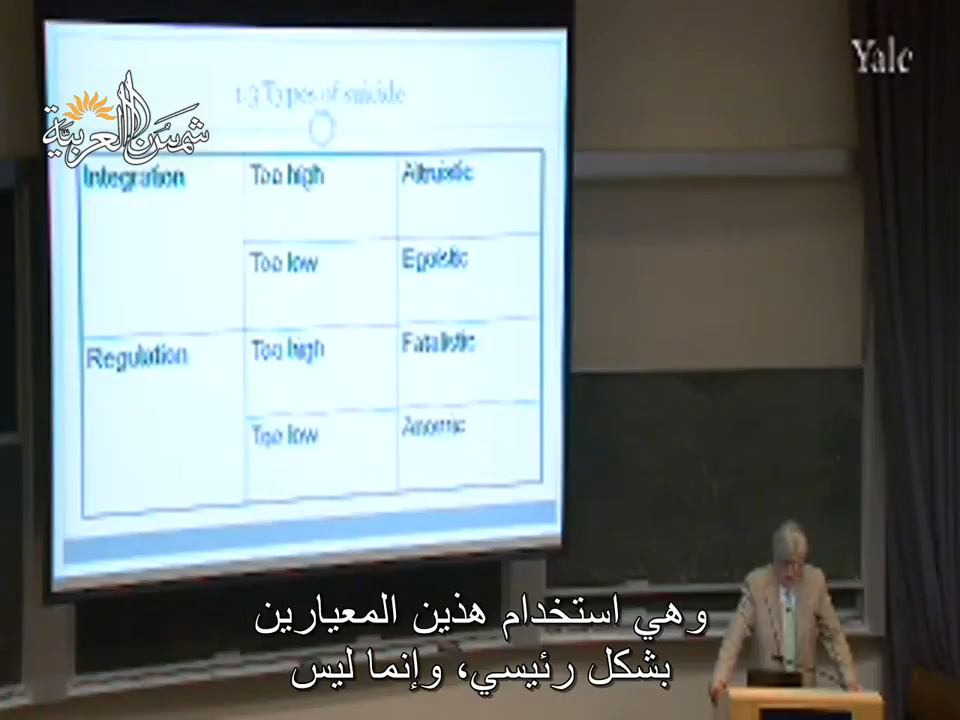 Yale
شمس العربية
1.3 Types of suicide
Integration Too high Altruistic
Too low Egoistic
Regulation Too high Fatalistic
Too low Anomic
وهي استخدام هذين المعيارين
بشكل رئيسي، وإنما ليس